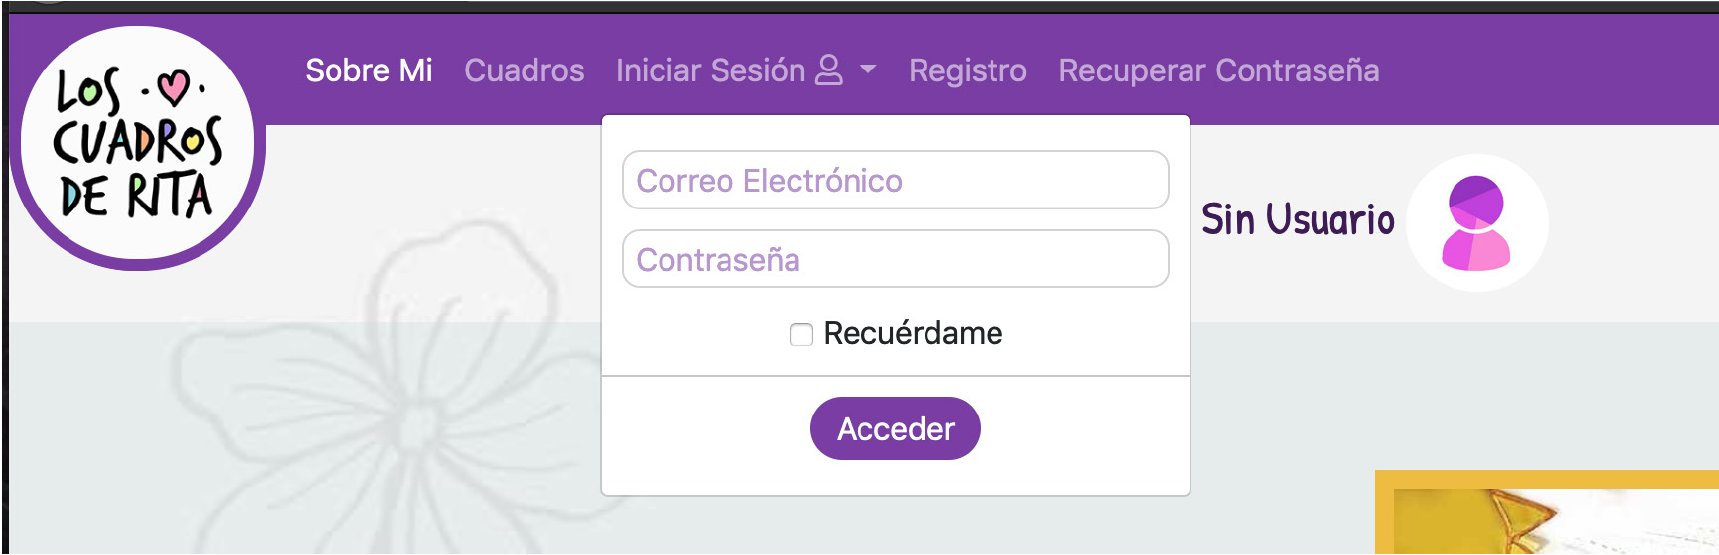 LOS
CUADROS
DE RITA
Sobre Mi Cuadros Iniciar Sesión Registro Recuperar Contraseña
Correo Electrónico
Contraseña
Recuérdame
Acceder
Sin Usuario